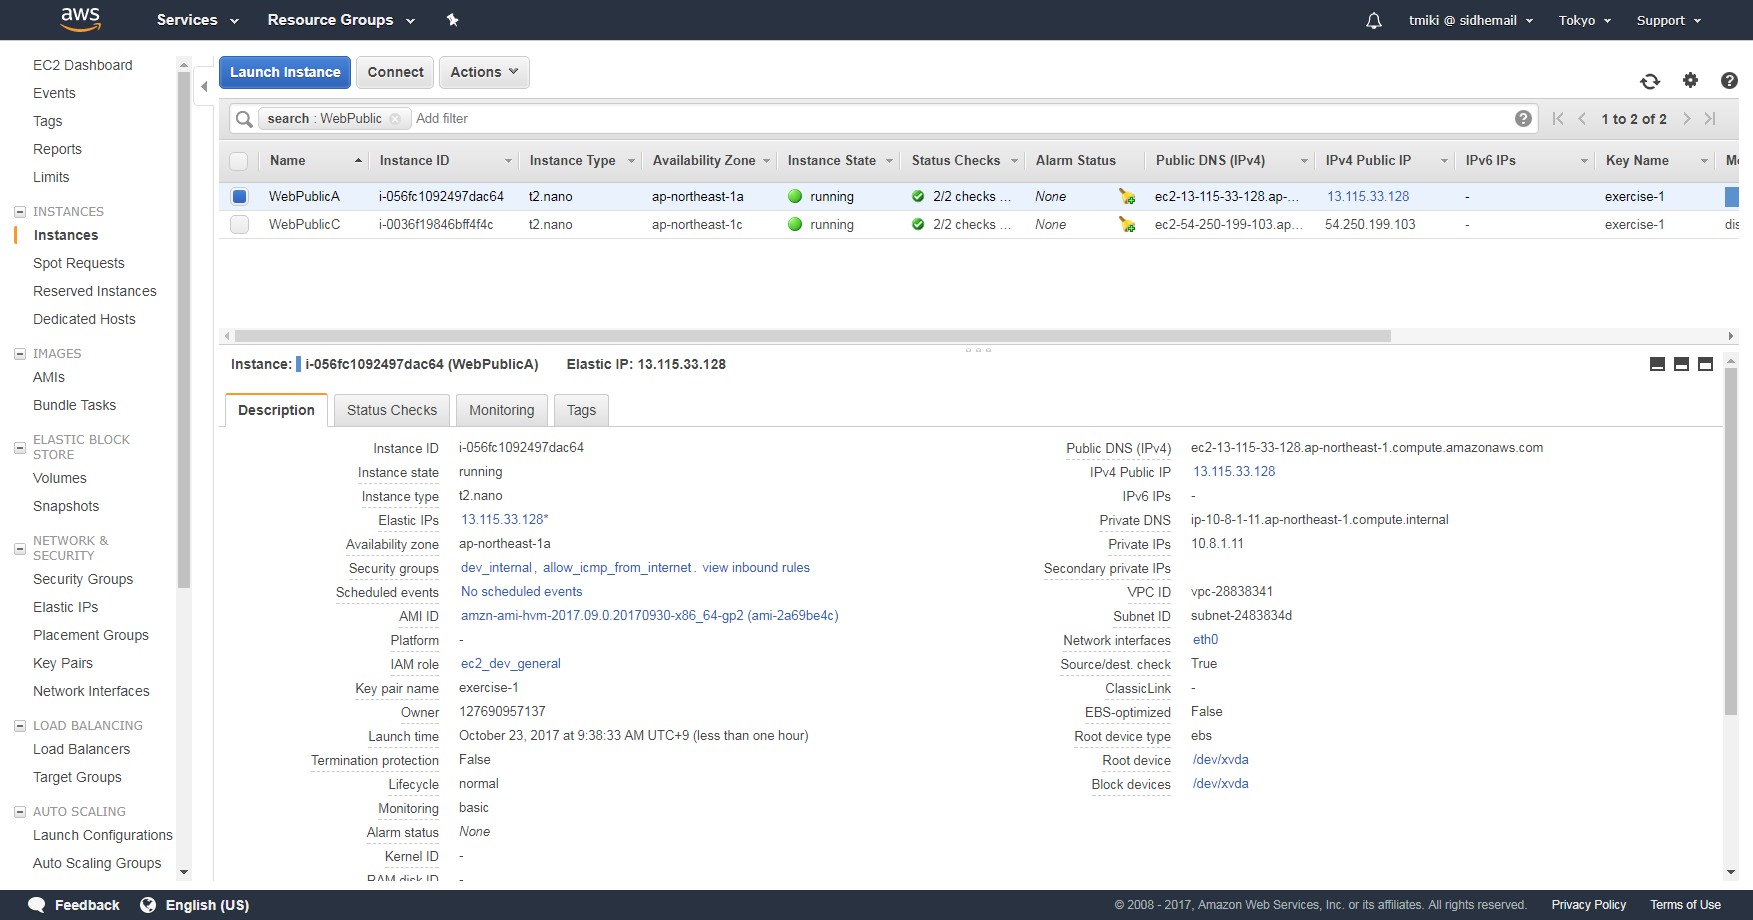 aws Services Resource Groups tmiki @ sidhemail Tokyo Support
EC2 Dashboard
Events
Tags
Reports
Limits
INSTANCES
Instances
Spot Requests
Reserved Instances
Dedicated Hosts
IMAGES
AMIs
Bundle Tasks
ELASTIC BLOCK
STORE
Volumes
Snapshots
NETWORK &
SECURITY
Security Groups
Elastic IPs
Placement Groups
Key Pairs
Network Interfaces
LOAD BALANCING
Load Balancers
Target Groups
AUTO SCALING
Launch Configurations
Auto Scaling Groups
Launch Instance Connect Actions
search : WebPublic Add filter 1 to 2 of 2
Name Instance ID Instance Type Availability Zone Instance State Status Checks Alarm Status Public DNS (IPv4) IPv4 Public IP IPv6 IPs Key Name
WebPublicA i-056fc1092497dac64 t2.nano ap-northeast-1a running 2/2 checks ... None ec2-13-115-33-128.ap-... 13.115.33.128 - exercise-1
WebPublicC i-0036f19846bff4f4c t2.nano ap-northeast-1c running 2/2 checks ... None ec2-54-250-199-103.ap... 54.250.199.103 - exercise-1 dis
Instance: i-056fc1092497dac64 (WebPublicA) Elastic IP: 13.115.33.128
Description Status Checks Monitoring Tags
Instance ID i-056fc1092497dac64
Instance state running
Instance type t2.nano
Elastic IPs 13.115.33.128*
Availability zone ap-northeast-1a
Security groups dev_internal, allow_icmp_from_internet. view inbound rules
Scheduled events No scheduled events
AMI ID amzn-ami-hvm-2017.09.0.20170930-x86_64-gp2 (ami-2a69be4c)
Platform -
IAM role ec2_dev_general
Key pair name exercise-1
Owner 127690957137
Launch time October 23, 2017 at 9:38:33 AM UTC+9 (less than one hour)
Termination protection False
Lifecycle normal
Monitoring basic
Alarm status None
Kernel ID -
RAM disk ID -
Public DNS (IPv4) ec2-13-115-33-128.ap-northeast-1.compute.amazonaws.com
IPv4 Public IP 13.115.33.128
IPv6 IPs -
Private DNS ip-10-8-1-11.ap-northeast-1.compute.internal
Private IPs 10.8.1.11
Secondary private IPs
VPC ID vpc-28838341
Subnet ID subnet-2483834d
Network interfaces eth0
Source/dest. check True
ClassicLink -
EBS-optimized False
Root device type ebs
Root device /dev/xvda
Block devices /dev/xvda
Feedback English (US) © 2008 - 2017, Amazon Web Services, Inc. or its affiliates. All rights reserved. Privacy Policy Terms of Use